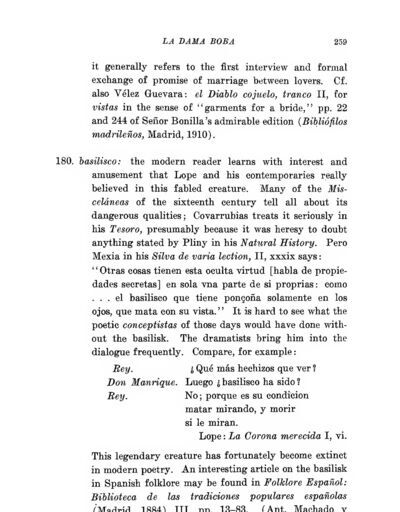 LA DAMA BOBA 259
it generally refers to the first interview and formal
exchange of promise of marriage between lovers. Cf.
also Vélez Guevara: el Diablo cojuelo, tranco II, for
vistas in the sense of "garments for a bride," pp. 22
and 244 of Señor Bonilla's admirable edition (Bibliófilos
madrileños, Madrid, 1910).
180. basilisco: the modern reader learns with interest and
amusement that Lope and his contemporaries really
believed in this fabled creature. Many of the Mis-
celáneas of the sixteenth century tell all about its
dangerous qualities; Covarrubias treats it seriously in
his Tesoro, presumably because it was heresy to doubt
anything stated by Pliny in his Natural History. Pero
Mexia in his Silva de varia lection, II, xxxix says:
"Otras cosas tienen esta oculta virtud [habla de propie-
dades secretas] en sola vna parte de si proprias: como
. . . el basilisco que tiene ponçoña solamente en los
ojos, que mata con su vista." It is hard to see what the
poetic conceptistas of those days would have done with-
out the basilisk. The dramatists bring him into the
dialogue frequently. Compare, for example:
Rey. ¿Qué más hechizos que ver?
Don Manrique. Luego ¿basilisco ha sido?
Rey. No; porque es su condicion
matar mirando, y morir
si le miran.
Lope: La Corona merecida I, vi.
This legendary creature has fortunately become extinct
in modern poetry. An interesting article on the basilisk
in Spanish folklore may be found in Folklore Español:
Biblioteca de las tradiciones populares españolas
(Madrid, 1884) III, pp. 13–83. (Ant. Machado y